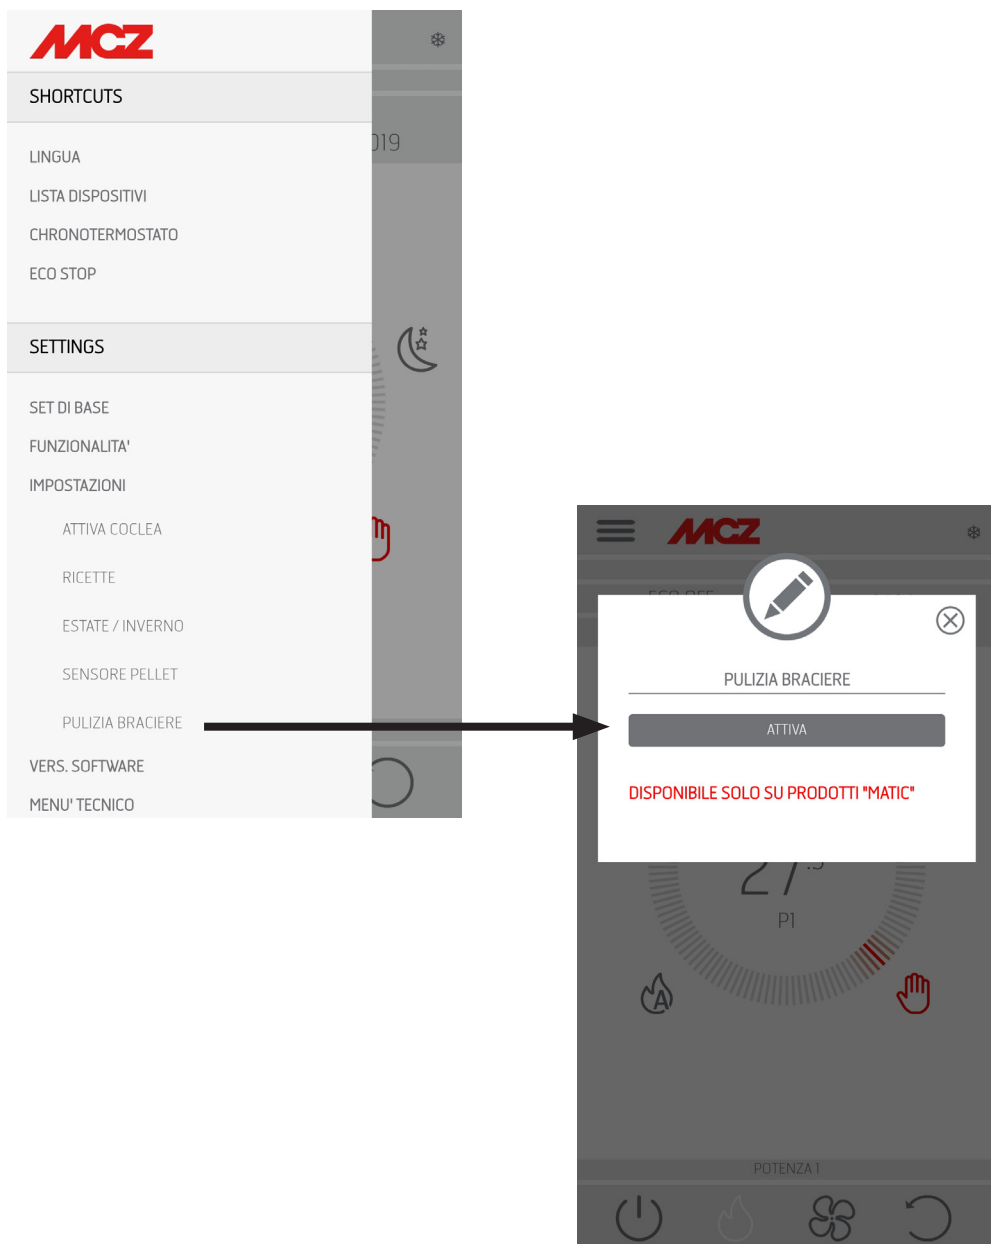 MCZ
SHORTCUTS
019
LINGUA
LISTA DISPOSITIVI
CHRONOTERMOSTATO
ECO STOP
SETTINGS
SET DI BASE
FUNZIONALITA'
IMPOSTAZIONI
ATTIVA COCLEA
RICETTE
ESTATE / INVERNO
SENSORE PELLET
PULIZIA BRACIERE
VERS. SOFTWARE
MENU' TECNICO
MCZ
PULIZIA BRACIERE
ATTIVA
DISPONIBILE SOLO SU PRODOTTI "MATIC"
27
P1
A
POTENZA 1